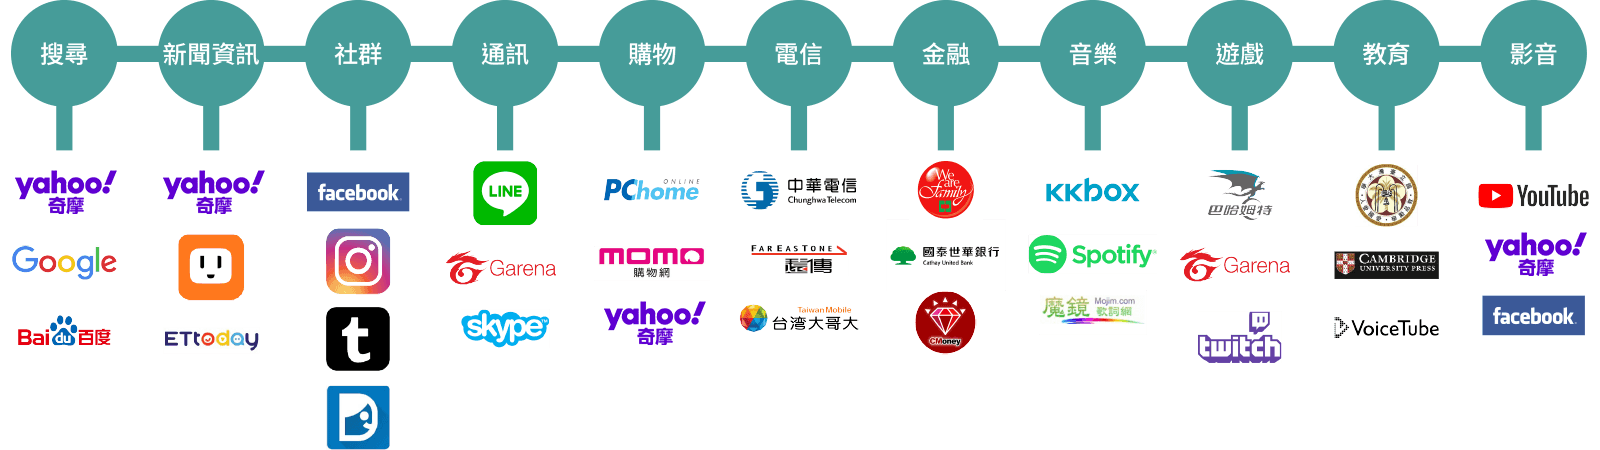 搜尋
新聞資訊
社群
通訊
購物
電信
金融
音樂
遊戲
教育
影音
yahoo!
奇摩
Google
Bai du 百度
yahoo!
奇摩
ETtoday
facebook
t
D
LINE
Garena
skype
PChome
ONLINE
momo
購物網
yahoo!
奇摩
中華電信
Chunghwa Telecom
FAREASTONE
遠傳
Taiwan Mobile
台湾大哥大
We are Family
國泰世華銀行
Cathay United Bank
CMoney
KKBOX
Spotify
魔鏡
Mojim.com
歌詞網
巴哈姆特
Garena
twitch
CAMBRIDGE
UNIVERSITY PRESS
VoiceTube
YouTube
yahoo!
奇摩
facebook